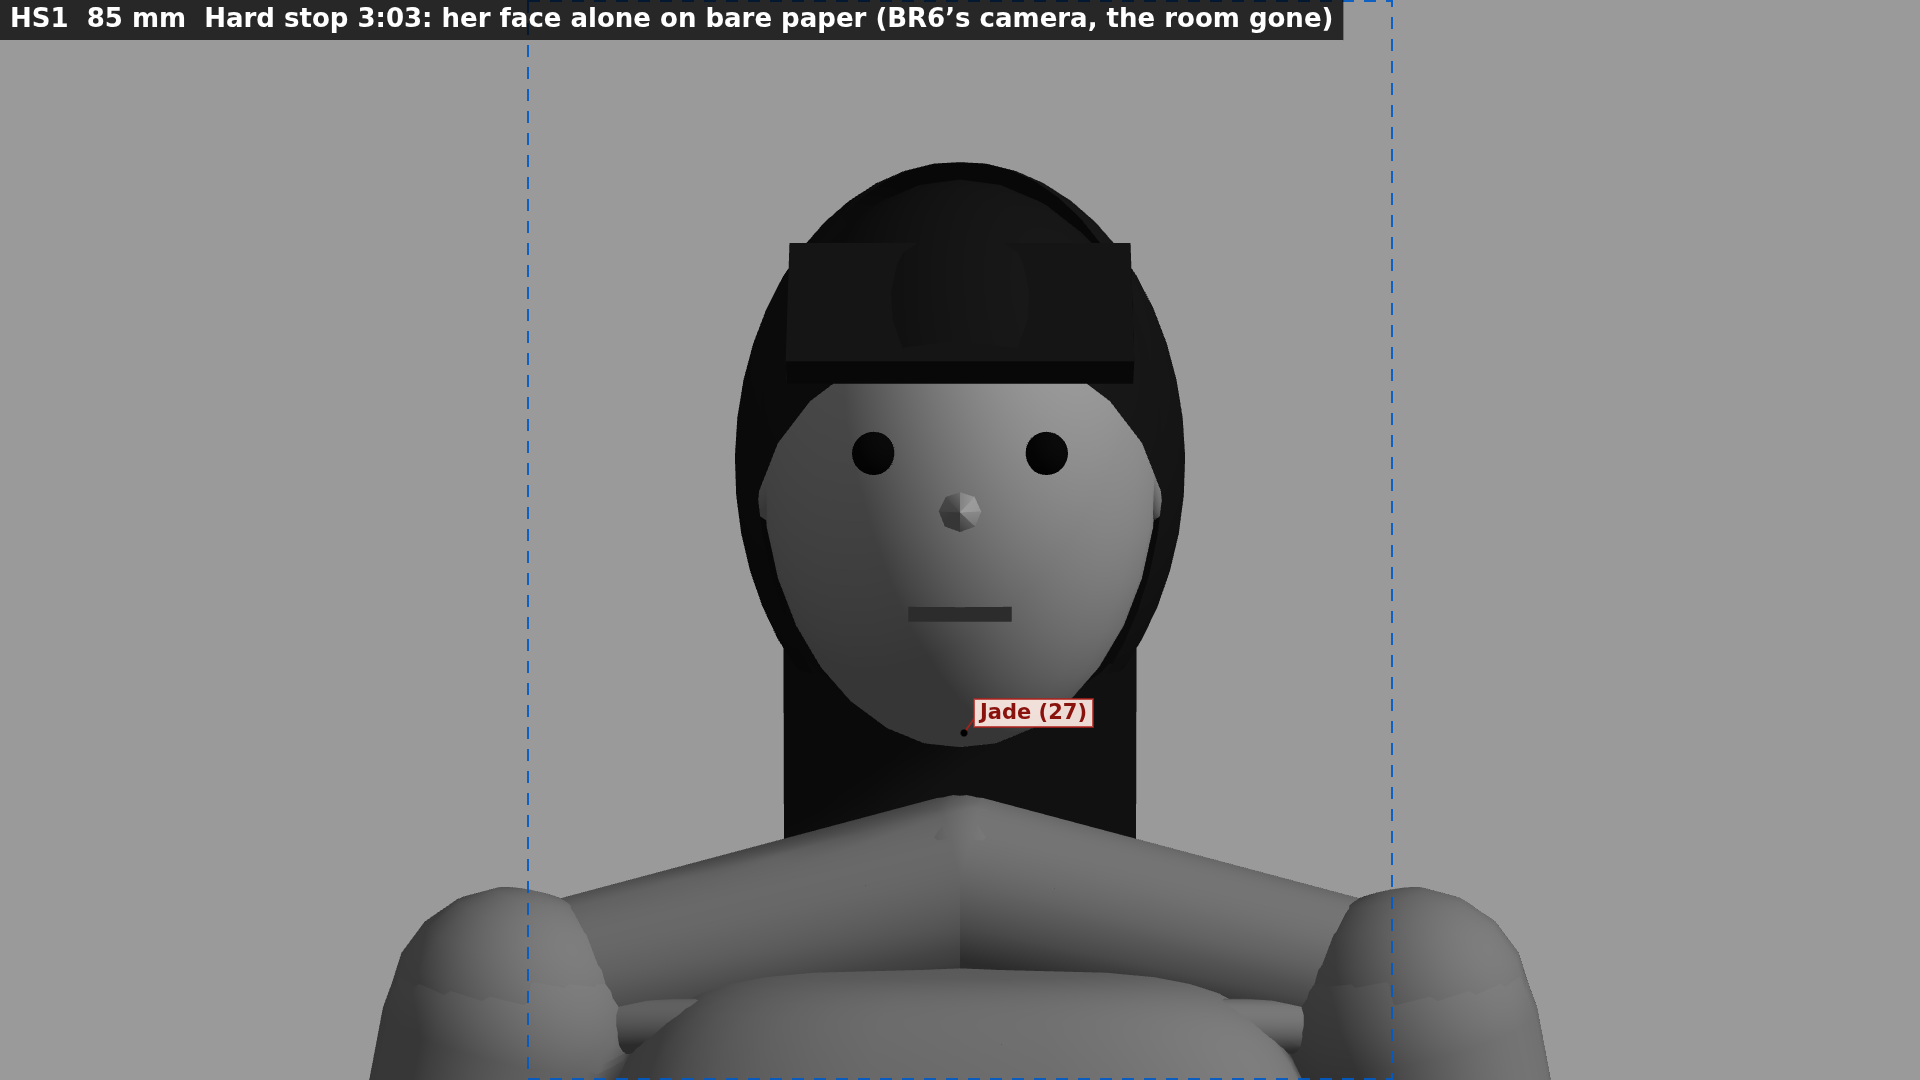 HS1  85 mm  Hard stop 3:03: her face alone on bare paper (BR6’s camera, the room gone)
Jade (27)